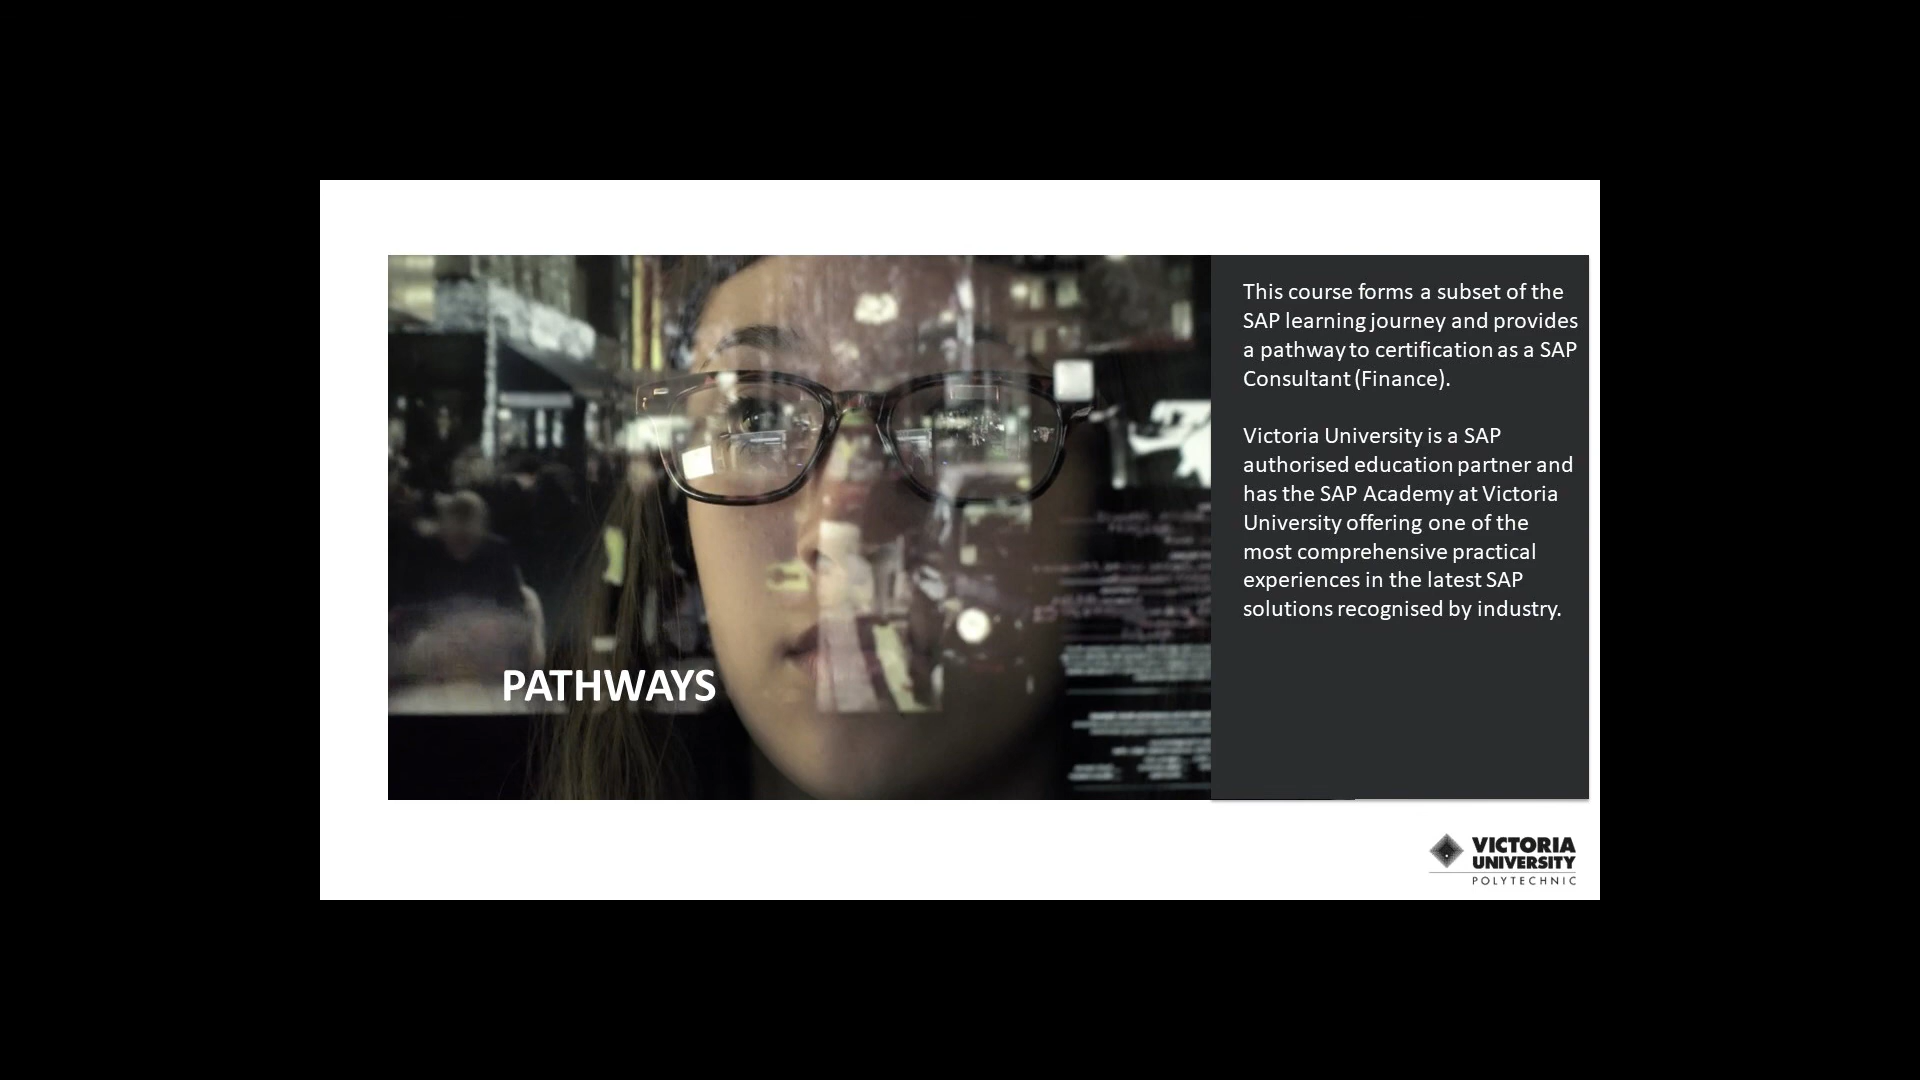 PATHWAYS
This course forms a subset of the
SAP learning journey and provides
a pathway to certification as a SAP
Consultant (Finance).
Victoria University is a SAP
authorised education partner and
has the SAP Academy at Victoria
University offering one of the
most comprehensive practical
experiences in the latest SAP
solutions recognised by industry.
VICTORIA
UNIVERSITY
POLYTECHNIC